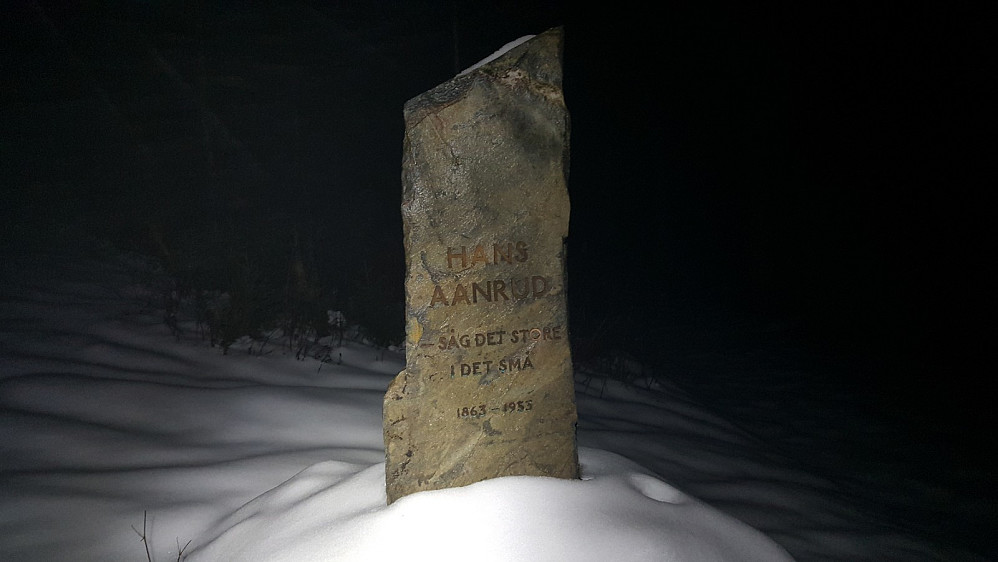 HANS
AANRUD
— SÅG DET STORE
I DET SMÅ
1863 – 1953